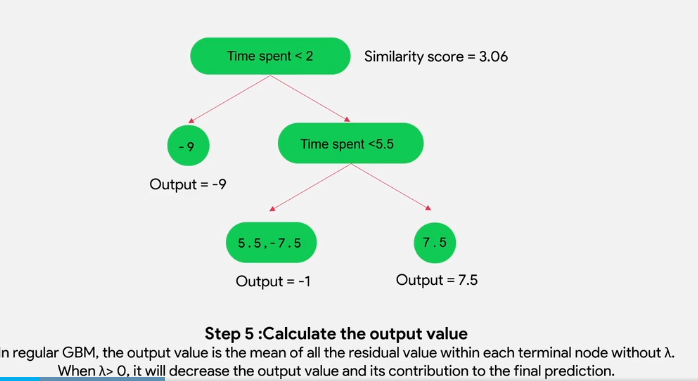 Time spent < 2
Similarity score = 3.06
-9
Time spent <5.5
Output = -9
5.5,-7.5
7.5
Output = -1
Output = 7.5
Step 5 :Calculate the output value
In regular GBM, the output value is the mean of all the residual value within each terminal node without λ.
When λ> 0, it will decrease the output value and its contribution to the final prediction.